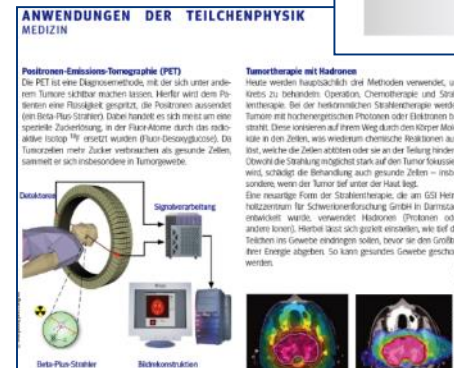 ANWENDUNGEN DER TEILCHENPHYSIK
MEDIZIN
Positronen-Emissions-Tomographie (PET)
Die PET ist eine Diagnosemethode, mit der sich unter ande-
rem Tumore sichtbar machen lassen. Hierfür wird dem Pa-
tienten eine Flüssigkeit gespritzt, die Positronen aussendet
(ein Beta-Plus-Strahler). Dabei handelt es sich meist um eine
spezielle Zuckerlösung, in der Fluor-Atome durch das radio-
aktive Isotop ¹⁸F ersetzt wurden (Fluor-Desoxyglucose). Da
Tumorzellen mehr Zucker verbrauchen als gesunde Zellen,
sammelt er sich insbesondere in Tumorgewebe.
Detektoren
Signalverarbeitung
Beta-Plus-Strahler
Bildrekonstruktion
Tumortherapie mit Hadronen
Heute werden hauptsächlich drei Methoden verwendet, u
Krebs zu behandeln: Operation, Chemotherapie und Strah
lentherapie. Bei der herkömmlichen Strahlentherapie werde
Tumore mit hochenergetischen Photonen oder Elektronen b
strahlt. Diese ionisieren auf ihrem Weg durch den Körper Mole
küle in den Zellen, was wiederum chemische Reaktionen au
löst, welche die Zellen abtöten oder sie an der Teilung hinder
Obwohl die Strahlung möglichst stark auf den Tumor fokussie
wird, schädigt die Behandlung auch gesunde Zellen – insb
sondere, wenn der Tumor tief unter der Haut liegt.
Eine neuartige Form der Strahlentherapie, die am GSI Helm
holtzzentrum für Schwerionenforschung GmbH in Darmsta
entwickelt wurde, verwendet Hadronen (Protonen od
andere Ionen). Hierbei lässt sich gezielt einstellen, wie tief d
Teilchen ins Gewebe eindringen sollen, bevor sie den Großte
ihrer Energie abgeben. So kann gesundes Gewebe gescho
werden.